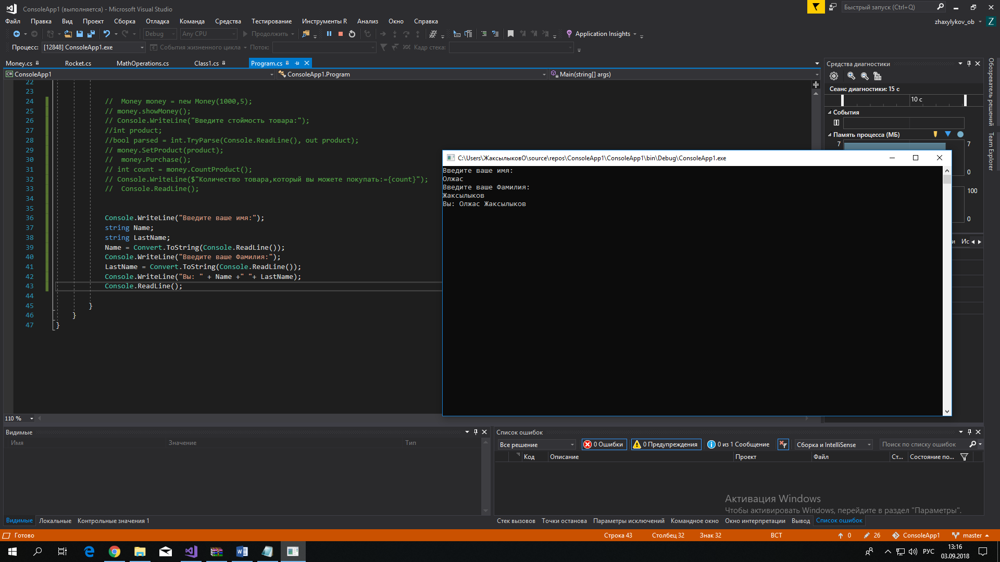 ConsoleApp1 (выполняется) - Microsoft Visual Studio
Быстрый запуск (Ctrl+Q)
Файл Правка Вид Проект Сборка Отладка Команда Средства Тестирование Инструменты R Анализ Окно Справка
zhaxylykov_ob Z
Debug Any CPU Продолжить Application Insights
Процесс: [12848] ConsoleApp1.exe События жизненного цикла Поток: Кадр стека:
Money.cs Rocket.cs MathOperations.cs Class1.cs Program.cs
ConsoleApp1 ConsoleApp1.Program Main(string[] args)
22
23
24 //  Money money = new Money(1000,5);
25 // money.showMoney();
26 // Console.WriteLine("Введите стоймость товара:");
27 //int product;
28 //bool parsed = int.TryParse(Console.ReadLine(), out product);
29 // money.SetProduct(product);
30 //  money.Purchase();
31 // int count = money.CountProduct();
32 // Console.WriteLine($"Количество товара,который вы можете покупать:={count}");
33 //  Console.ReadLine();
34
35
36 Console.WriteLine("Введите ваше имя:");
37 string Name;
38 string LastName;
39 Name = Convert.ToString(Console.ReadLine());
40 Console.WriteLine("Введите ваше Фамилия:");
41 LastName = Convert.ToString(Console.ReadLine());
42 Console.WriteLine("Вы: " + Name +" "+ LastName);
43 Console.ReadLine();
44
45 }
46 }
47 }
110 %
C:\Users\ЖаксылыковО\source\repos\ConsoleApp1\ConsoleApp1\bin\Debug\ConsoleApp1.exe
Введите ваше имя:
Олжас
Введите ваше Фамилия:
Жаксылыков
Вы: Олжас Жаксылыков
Средства диагностики
Сеанс диагностики: 15 с
10 с
События
Память процесса (МБ)
7 7
0
100
0
и Ис
Обозреватель решений
Team Explorer
Видимые
Имя Значение Тип
Видимые Локальные Контрольные значения 1
Список ошибок
Все решение 0 Ошибки 0 Предупреждения 0 из 1 Сообщение Сборка и IntelliSense Поиск по списку ошибок
Код Описание Проект Файл Ст... Состояние по...
Активация Windows
Чтобы активировать Windows, перейдите в раздел "Параметры".
Стек вызовов Точки останова Параметры исключений Командное окно Окно интерпретации Вывод Список ошибок
Готово Строка 43 Столбец 32 Знак 32 ВСТ 0 26 ConsoleApp1 master
РУС 13:16
03.09.2018